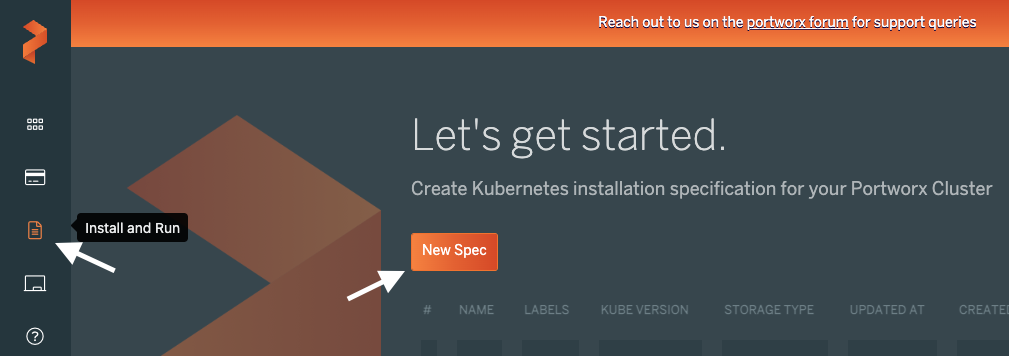 Reach out to us on the portworx forum for support queries
Let's get started.
Create Kubernetes installation specification for your Portworx Cluster
Install and Run
New Spec
# NAME LABELS KUBE VERSION STORAGE TYPE UPDATED AT CREATED